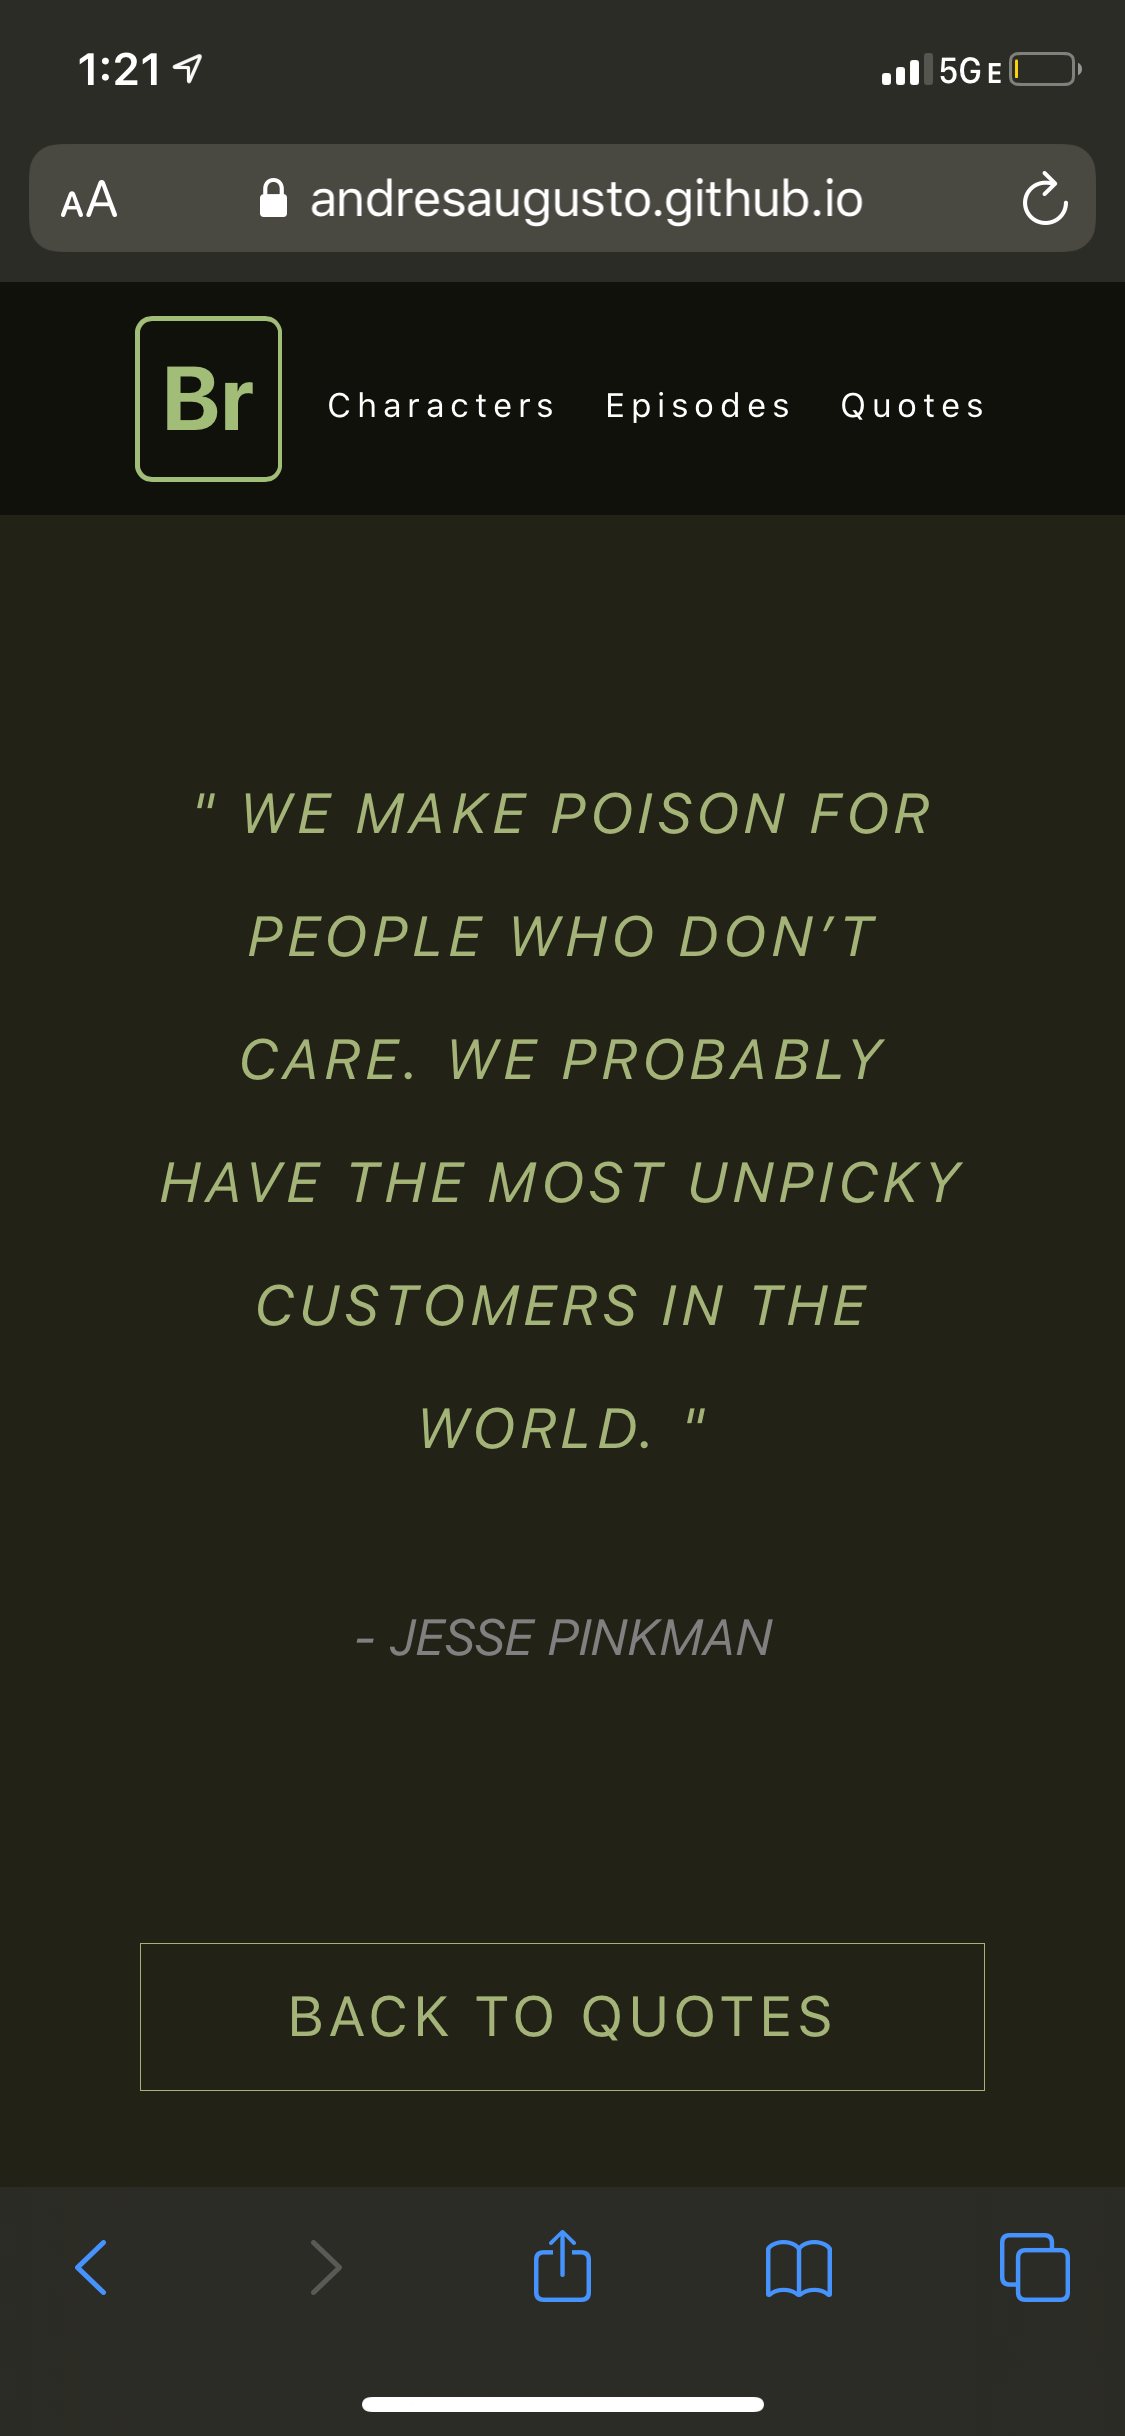 1:21 5G E
AA andresaugusto.github.io
Br Characters Episodes Quotes
" WE MAKE POISON FOR
PEOPLE WHO DON’T
CARE. WE PROBABLY
HAVE THE MOST UNPICKY
CUSTOMERS IN THE
WORLD. "
- JESSE PINKMAN
BACK TO QUOTES